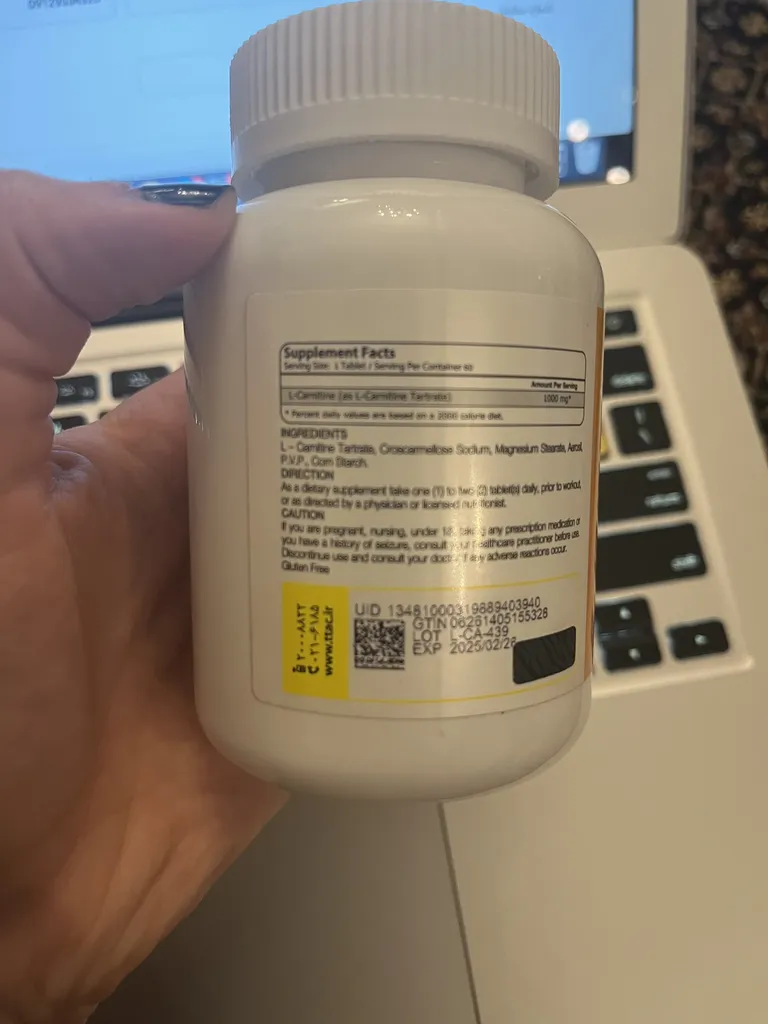 Supplement Facts
Serving Size: 1 Tablet / Serving Per Container 60
Amount Per Serving
L-Carnitine (as L-Carnitine Tartrate) 1000 mg*
* Percent daily values are based on a 2000 calorie diet.
INGREDIENTS
L - Carnitine Tartrate, Croscarmellose Sodium, Magnesium Stearate, Aerosil,
P.V.P., Corn Starch.
DIRECTION
As a dietary supplement take one (1) to two (2) tablet(s) daily, prior to workout,
or as directed by a physician or licensed nutritionist.
CAUTION
If you are pregnant, nursing, under 18, taking any prescription medication or
you have a history of seizure, consult your healthcare practitioner before use.
Discontinue use and consult your doctor if any adverse reactions occur.
Gluten Free
۲۰۰۰۸۸۲۲
۰۲۱-۶۱۸۵
www.ttac.ir
UID 13481000319889403940
GTIN 06261405155328
LOT L-CA-439
EXP 2025/02/26